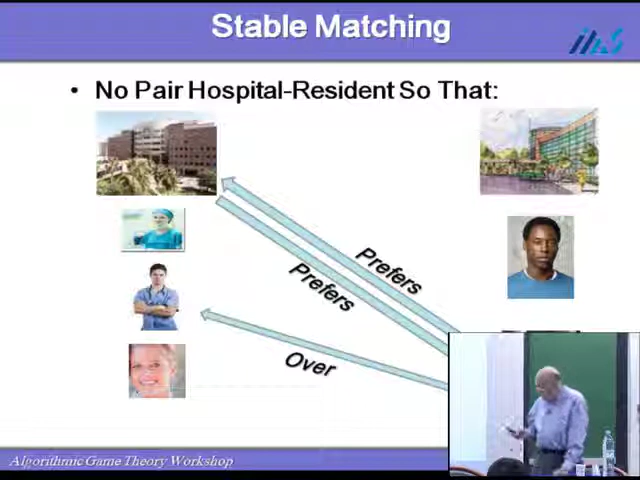 Stable Matching
• No Pair Hospital-Resident So That:
Prefers
Prefers
Over
Algorithmic Game Theory Workshop